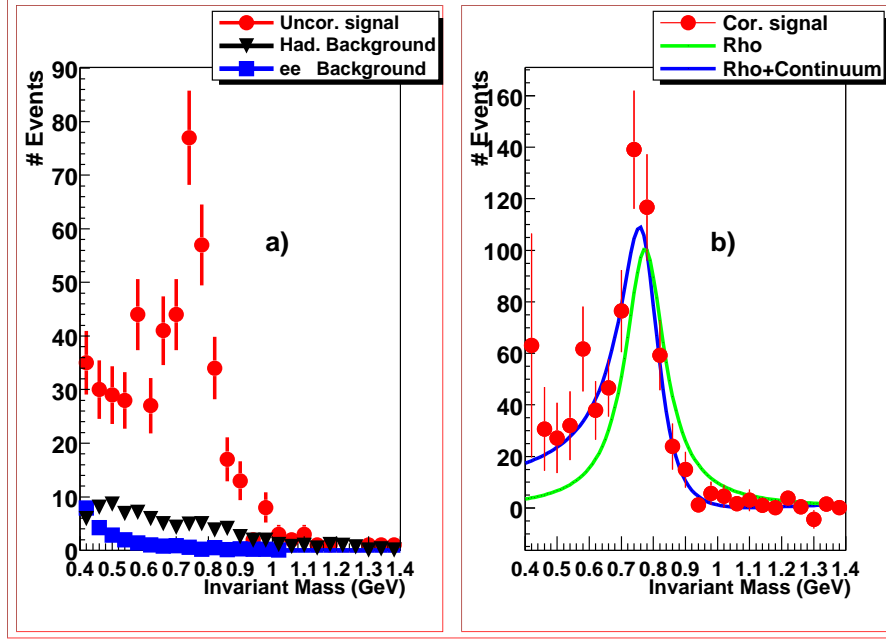 Uncor. signal
Had. Background
ee Background
# Events
90
80
70
60
50
40
30
20
10
0
a)
0.4 0.5 0.6 0.7 0.8 0.9 1 1.1 1.2 1.3 1.4
Invariant Mass (GeV)
Cor. signal
Rho
Rho+Continuum
# Events
160
140
120
100
80
60
40
20
0
b)
0.4 0.5 0.6 0.7 0.8 0.9 1 1.1 1.2 1.3 1.4
Invariant Mass (GeV)